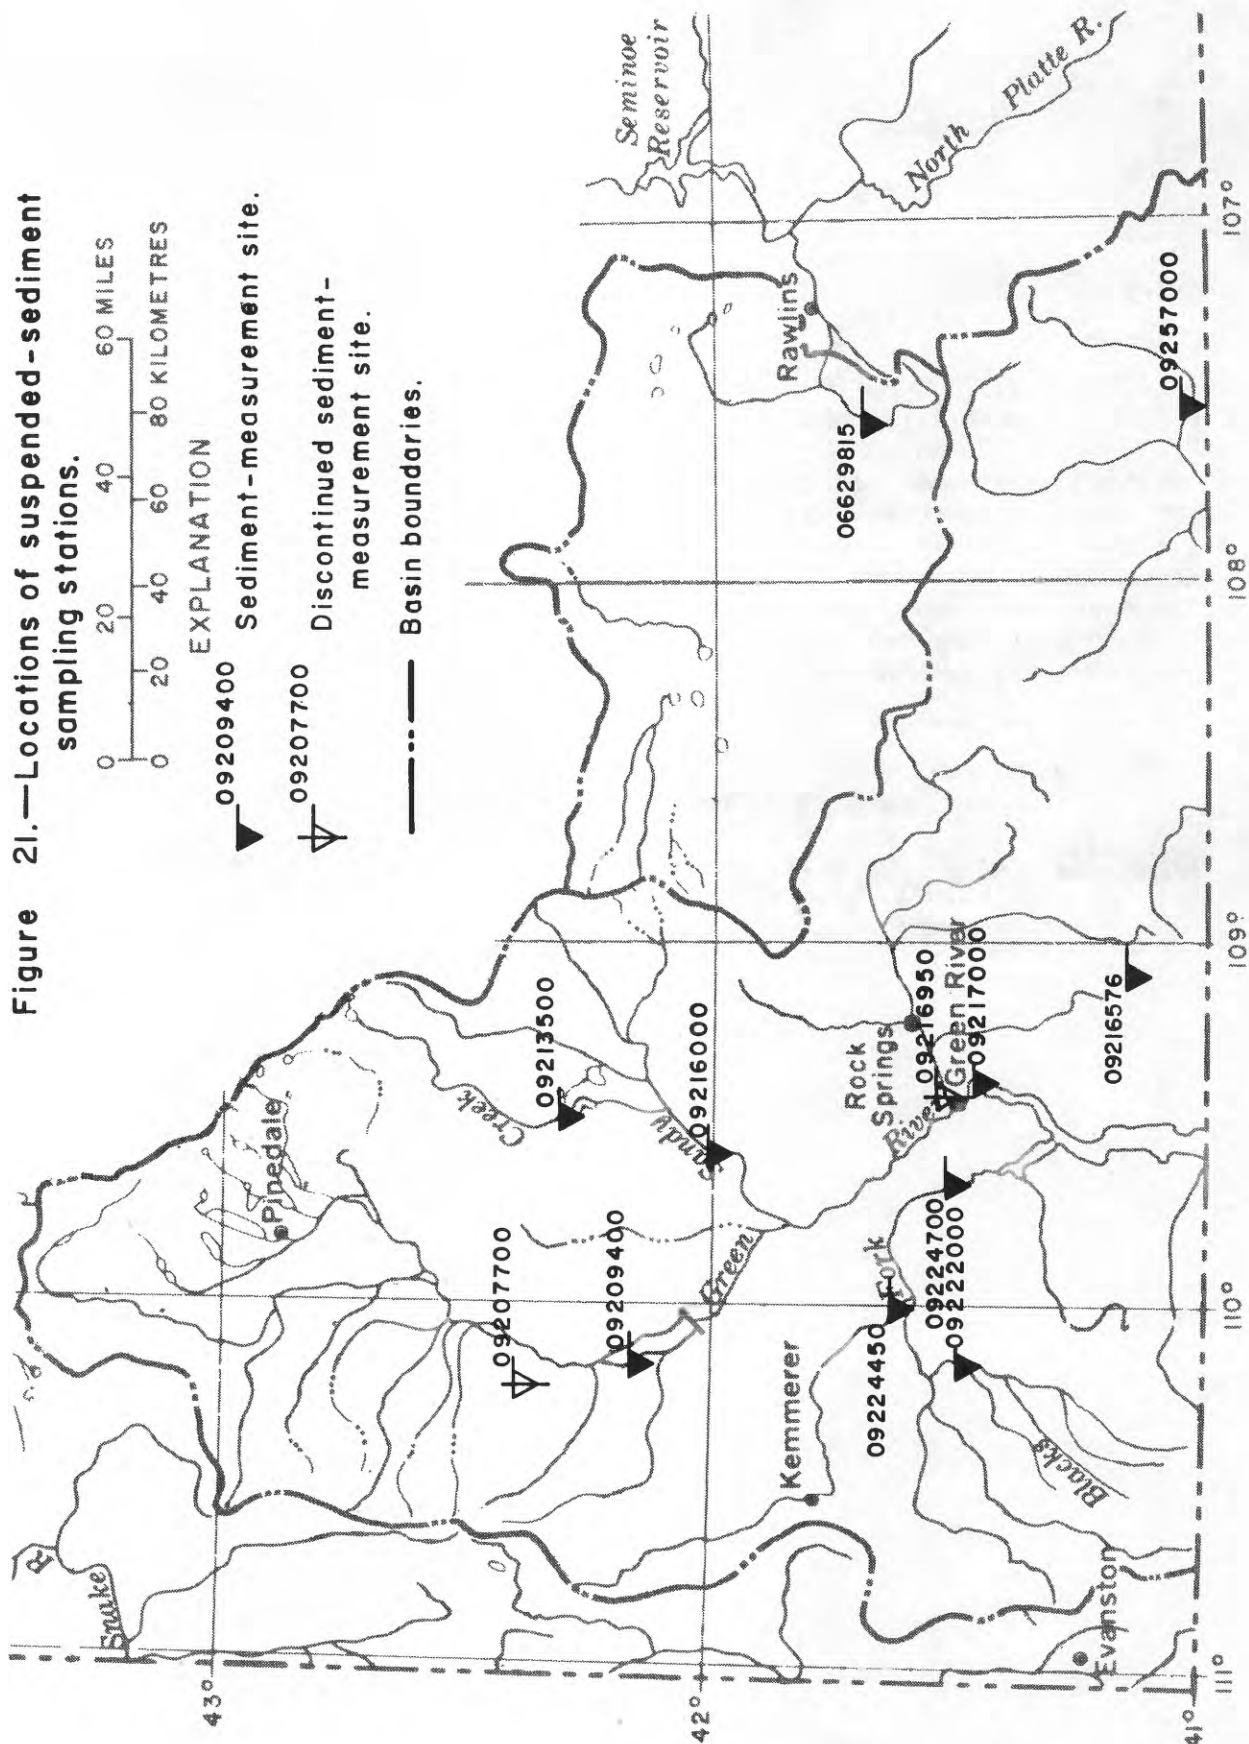 Figure 21.—Locations of suspended-sediment
sampling stations.
0 20 40 60 MILES
0 20 40 60 80 KILOMETRES
EXPLANATION
09209400
Sediment-measurement site.
09207700
Discontinued sediment-
measurement site.
Basin boundaries.
Snake
R.
43°
Pinedale
09207700
09209400
Creek
09213500
Sandy
09216000
Green
42°
Seminoe
Reservoir
North Platte R.
Rawlins
06629815
Kemmerer
09224450
Fork
09224700
09222000
Blacks
Rock
Springs
River
09216950
Green River
09217000
09216576
09257000
Evanston
41°
111°
110°
109°
108°
107°